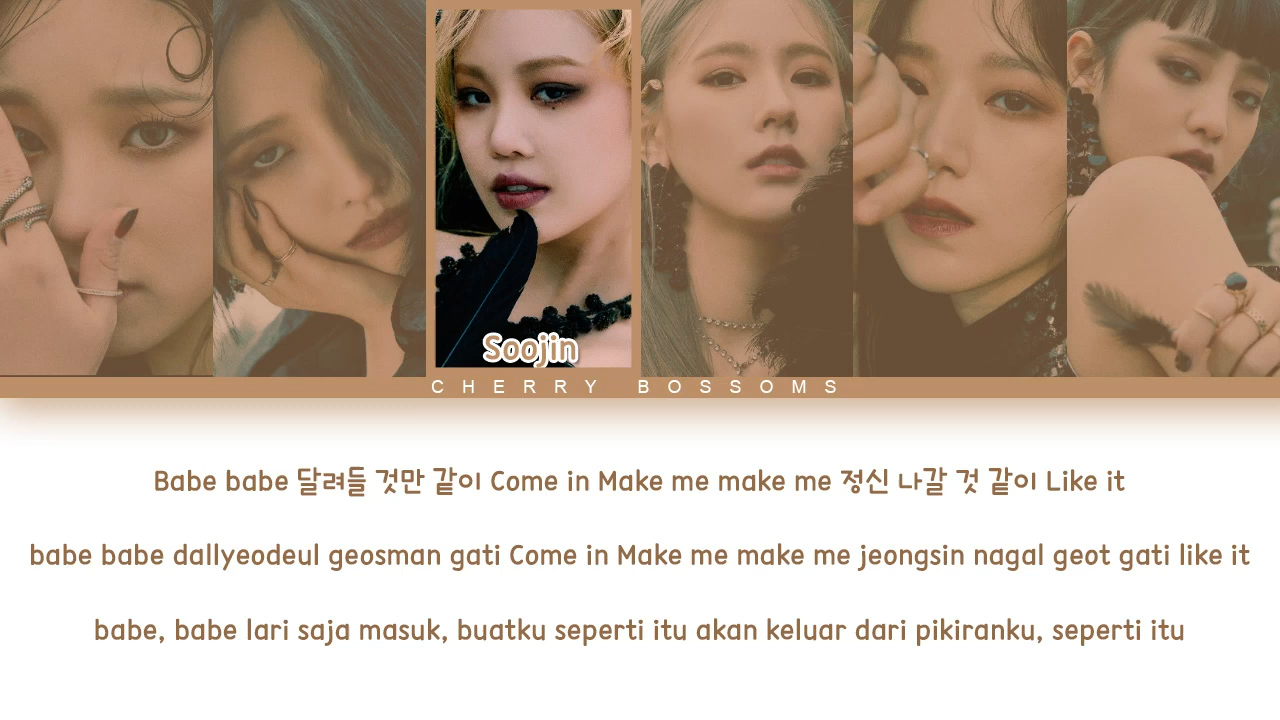 Soojin
CHERRY BOSSOMS
Babe babe 달려들 것만 같이 Come in Make me make me 정신 나갈 것 같이 Like it
babe babe dallyeodeul geosman gati Come in Make me make me jeongsin nagal geot gati like it
babe, babe lari saja masuk, buatku seperti itu akan keluar dari pikiranku, seperti itu